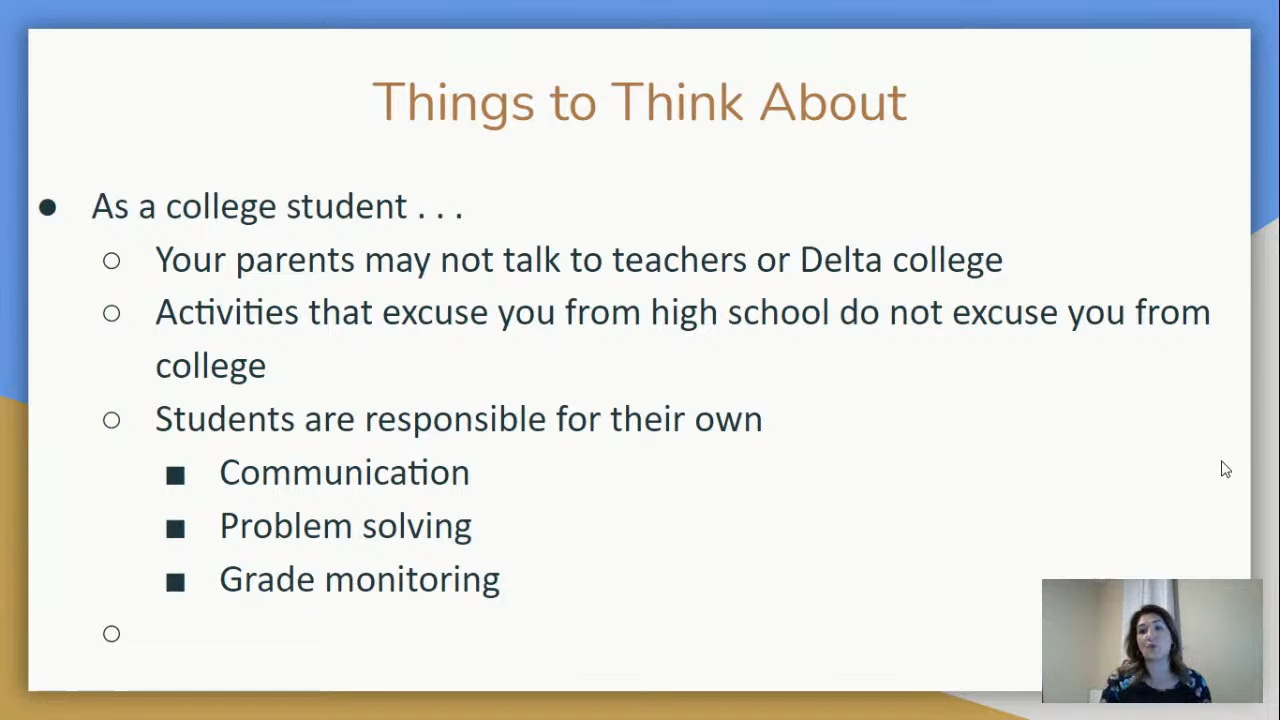 Things to Think About
● As a college student . . .
○ Your parents may not talk to teachers or Delta college
○ Activities that excuse you from high school do not excuse you from
college
○ Students are responsible for their own
■ Communication
■ Problem solving
■ Grade monitoring
○